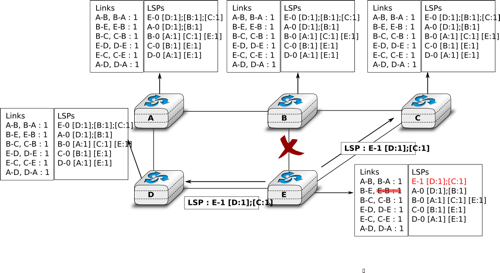 Links LSPs
A-B, B-A : 1 E-0 [D:1];[B:1];[C:1]
B-E, E-B : 1 A-0 [D:1];[B:1]
B-C, C-B : 1 B-0 [A:1] [C:1] [E:1]
E-D, D-E : 1 C-0 [B:1] [E:1]
E-C, C-E : 1 D-0 [A:1] [E:1]
A-D, D-A : 1
Links LSPs
A-B, B-A : 1 E-0 [D:1];[B:1];[C:1]
B-E, E-B : 1 A-0 [D:1];[B:1]
B-C, C-B : 1 B-0 [A:1] [C:1] [E:1]
E-D, D-E : 1 C-0 [B:1] [E:1]
E-C, C-E : 1 D-0 [A:1] [E:1]
A-D, D-A : 1
Links LSPs
A-B, B-A : 1 E-0 [D:1];[B:1];[C:1]
B-E, E-B : 1 A-0 [D:1];[B:1]
B-C, C-B : 1 B-0 [A:1] [C:1] [E:1]
E-D, D-E : 1 C-0 [B:1] [E:1]
E-C, C-E : 1 D-0 [A:1] [E:1]
A-D, D-A : 1
A
B
C
Links LSPs
A-B, B-A : 1 E-0 [D:1];[B:1];[C:1]
B-E, E-B : 1 A-0 [D:1];[B:1]
B-C, C-B : 1 B-0 [A:1] [C:1] [E:1]
E-D, D-E : 1 C-0 [B:1] [E:1]
E-C, C-E : 1 D-0 [A:1] [E:1]
A-D, D-A : 1
LSP : E-1 [D:1];[C:1]
D
E
LSP : E-1 [D:1];[C:1]
Links LSPs
A-B, B-A : 1 E-1 [D:1];[C:1]
B-E, E-B : 1 A-0 [D:1];[B:1]
B-C, C-B : 1 B-0 [A:1] [C:1] [E:1]
E-D, D-E : 1 C-0 [B:1] [E:1]
E-C, C-E : 1 D-0 [A:1] [E:1]
A-D, D-A : 1